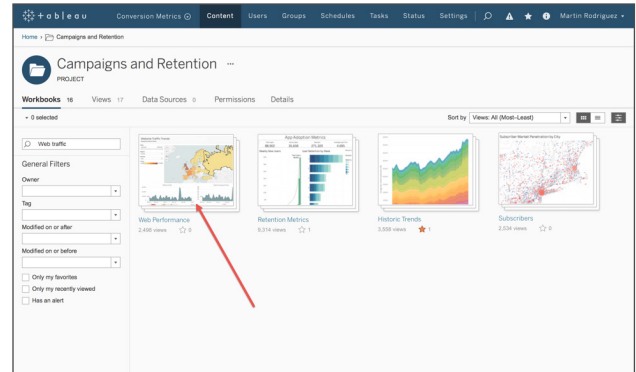 +ableau
Conversion Metrics
Content
Users
Groups
Schedules
Tasks
Status
Settings
Martin Rodriguez
Home › Campaigns and Retention
Campaigns and Retention ···
PROJECT
Workbooks 16
Views 17
Data Sources 0
Permissions
Details
0 selected
Sort by Views: All (Most–Least)
Web traffic
General Filters
Owner
Tag
Modified on or after
Modified on or before
Only my favorites
Only my recently viewed
Has an alert
Web Performance
2,498 views 0
App Adoption Metrics
Retention Metrics
9,314 views 1
Historic Trends
3,558 views 1
Subscriber Market Penetration by City
Subscribers
2,534 views 0